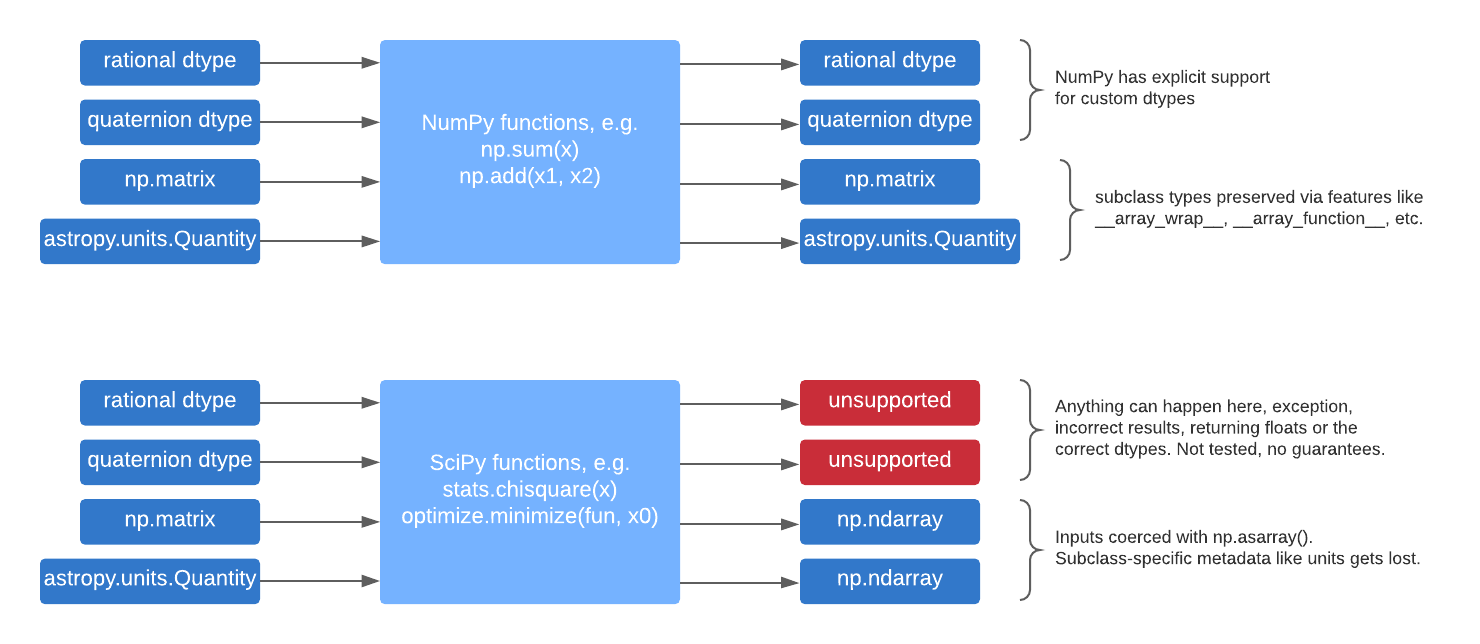 rational dtype
quaternion dtype
np.matrix
astropy.units.Quantity
NumPy functions, e.g.
np.sum(x)
np.add(x1, x2)
rational dtype
quaternion dtype
np.matrix
astropy.units.Quantity
NumPy has explicit support
for custom dtypes
subclass types preserved via features like
__array_wrap__, __array_function__, etc.
rational dtype
quaternion dtype
np.matrix
astropy.units.Quantity
SciPy functions, e.g.
stats.chisquare(x)
optimize.minimize(fun, x0)
unsupported
unsupported
np.ndarray
np.ndarray
Anything can happen here, exception,
incorrect results, returning floats or the
correct dtypes. Not tested, no guarantees.
Inputs coerced with np.asarray().
Subclass-specific metadata like units gets lost.